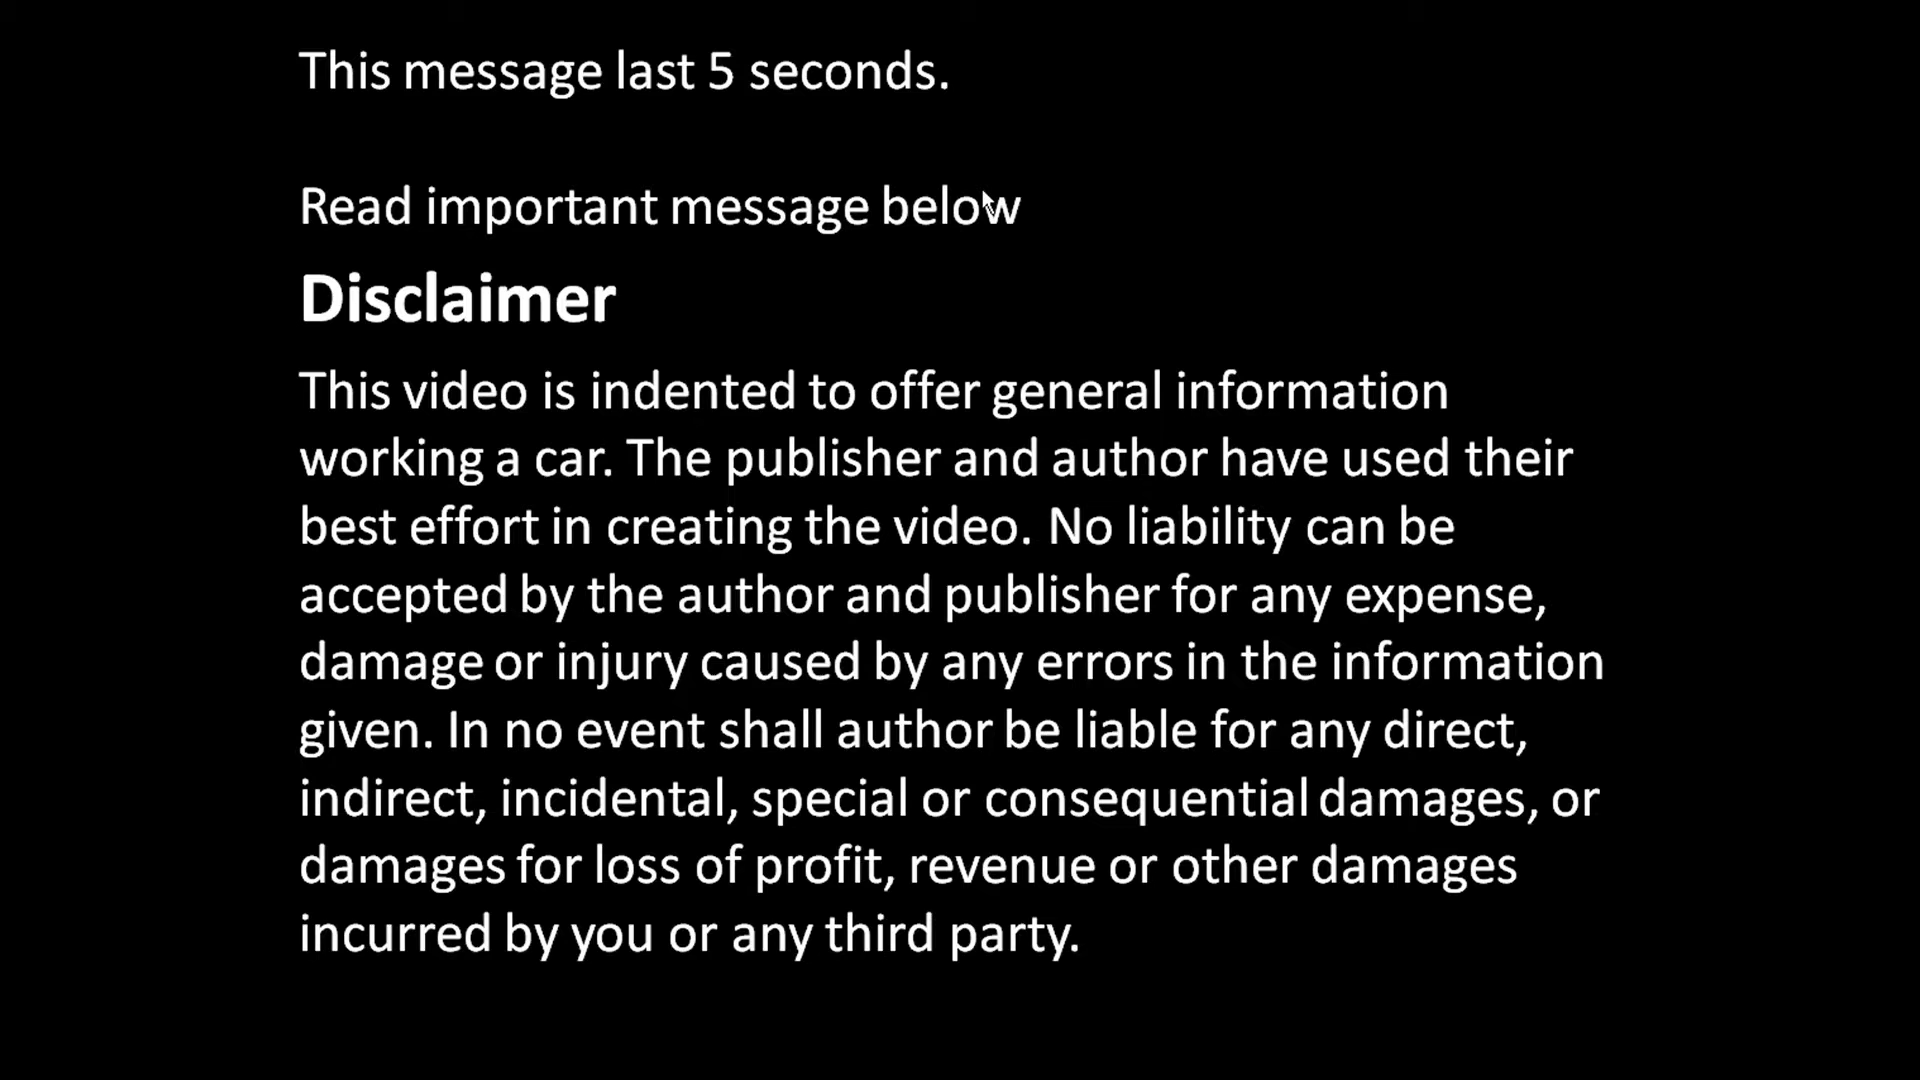 This message last 5 seconds.
Read important message below
Disclaimer
This video is indented to offer general information
working a car. The publisher and author have used their
best effort in creating the video. No liability can be
accepted by the author and publisher for any expense,
damage or injury caused by any errors in the information
given. In no event shall author be liable for any direct,
indirect, incidental, special or consequential damages, or
damages for loss of profit, revenue or other damages
incurred by you or any third party.